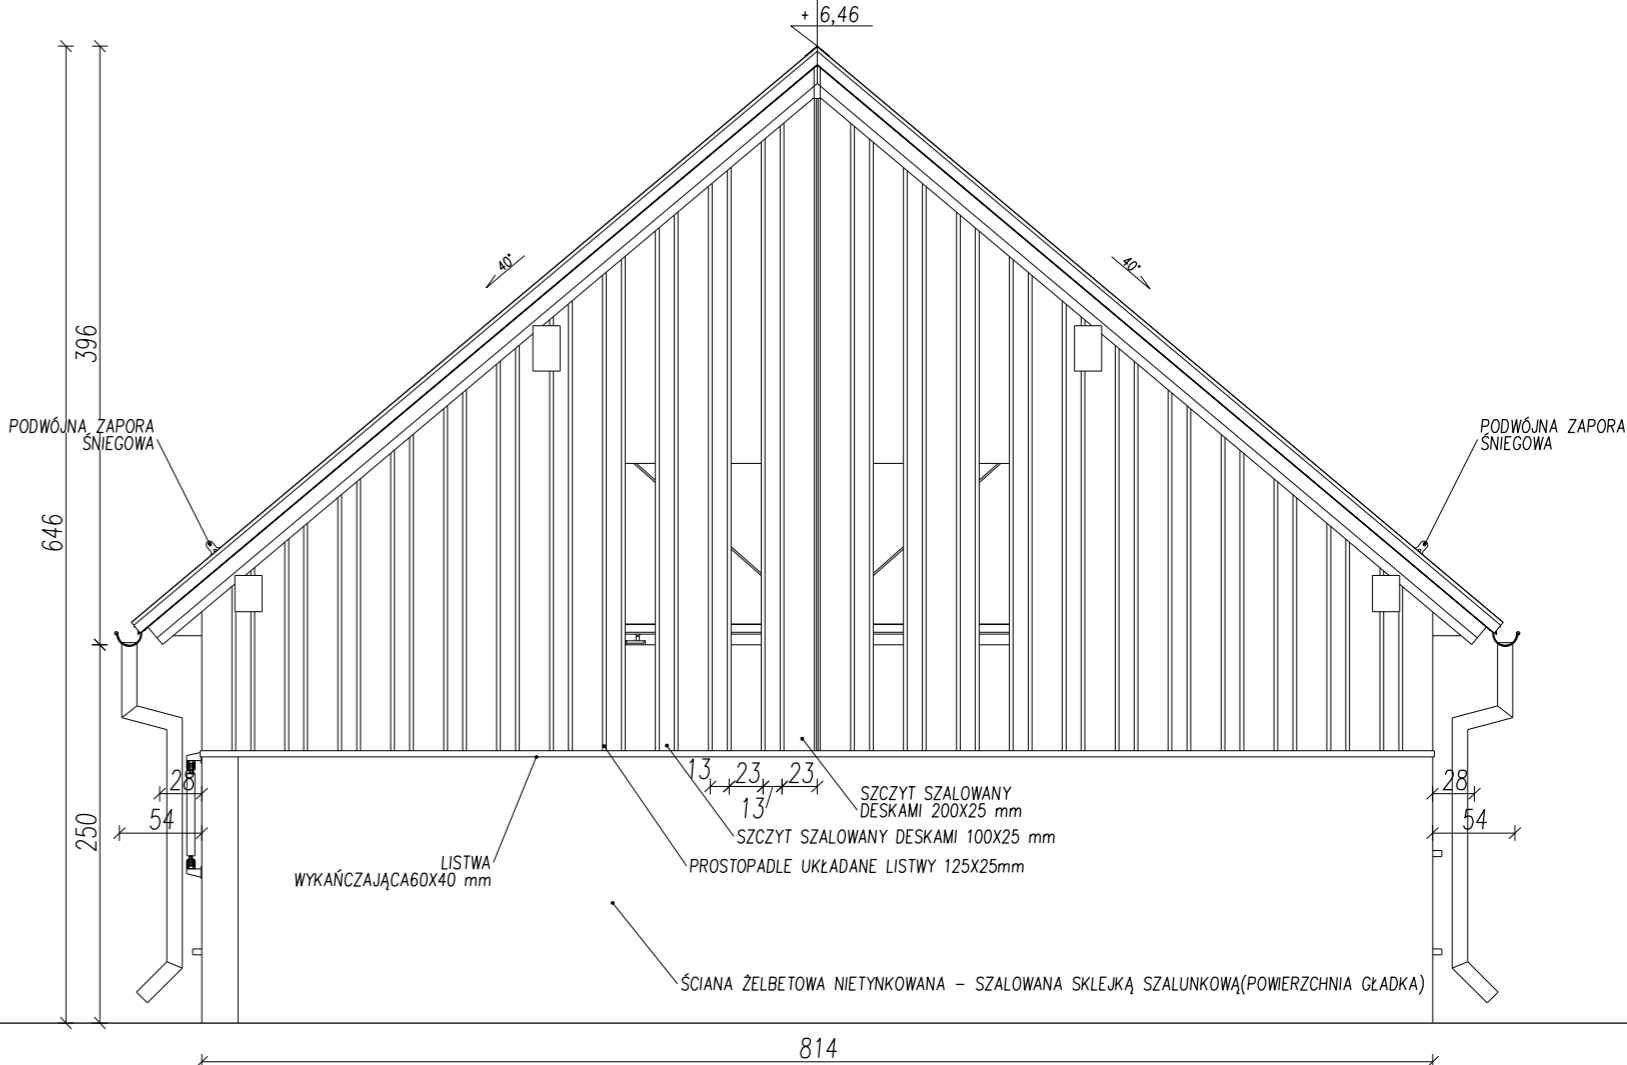 + 6,46
40°
40°
396
PODWÓJNA ZAPORA
ŚNIEGOWA
PODWÓJNA ZAPORA
ŚNIEGOWA
646
13
23
23
13
28
28
54
54
250
SZCZYT SZALOWANY
DESKAMI 200X25 mm
SZCZYT SZALOWANY DESKAMI 100X25 mm
LISTWA
WYKAŃCZAJĄCA60X40 mm
PROSTOPADLE UKŁADANE LISTWY 125X25mm
ŚCIANA ŻELBETOWA NIETYNKOWANA – SZALOWANA SKLEJKĄ SZALUNKOWĄ(POWIERZCHNIA GŁADKA)
814